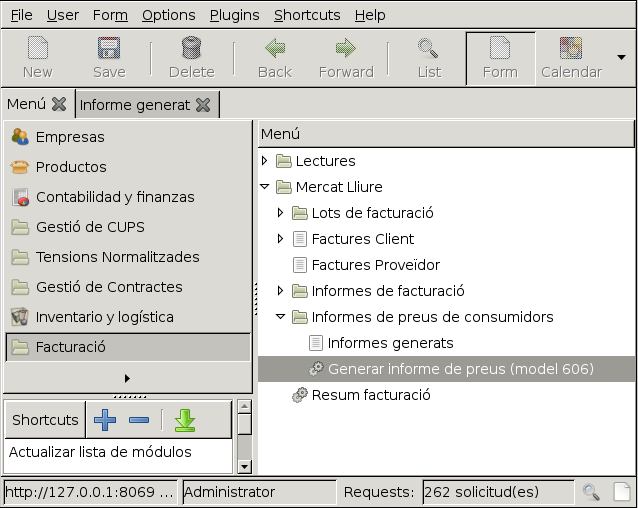 File User Form Options Plugins Shortcuts Help
New Save Delete Back Forward List Form Calendar
Menú Informe generat
Empresas
Productos
Contabilidad y finanzas
Gestió de CUPS
Tensions Normalitzades
Gestió de Contractes
Inventario y logística
Facturació
Shortcuts
Actualizar lista de módulos
Menú
Lectures
Mercat Lliure
Lots de facturació
Factures Client
Factures Proveïdor
Informes de facturació
Informes de preus de consumidors
Informes generats
Generar informe de preus (model 606)
Resum facturació
http://127.0.0.1:8069 ... Administrator Requests: 262 solicitud(es)